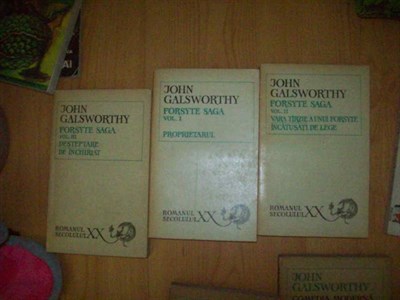 JOHN
GALSWORTHY
FORSYTE SAGA
VOL. III
DEȘTEPTARE
DE ÎNCHIRIAT
ROMANUL
SECOLULUI XX
JOHN
GALSWORTHY
FORSYTE SAGA
VOL. I
PROPRIETARUL
ROMANUL
SECOLULUI XX
JOHN
GALSWORTHY
FORSYTE SAGA
VOL. II
VARA TÎRZIE A UNUI FORSYTE
ÎNCĂTUȘAȚI DE LEGE
ROMANUL
SECOLULUI XX
JOHN
GALSWORTHY